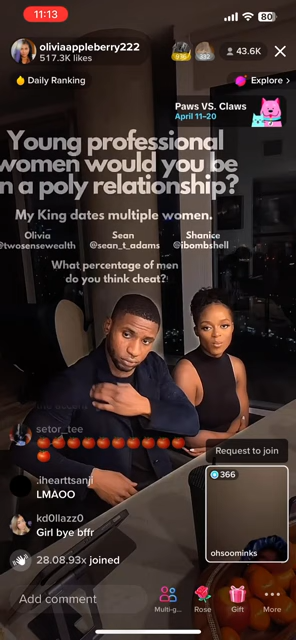 11:13
80
oliviaappleberry222
517.3K likes
916
332
43.6K
Daily Ranking
Explore >
Paws VS. Claws
April 11-20
Young professional
women would you be
n a poly relationship?
My King dates multiple women.
Olivia Sean Shanice
@twosensewealth @sean_t_adams @ibombshell
What percentage of men
do you think cheat?
setor_tee
🍅🍅🍅🍅🍅🍅🍅🍅🍅🍅
🍅
.ihearttsanji
LMAOO
kd0llazz0
Girl bye bffr
28.08.93x joined
Request to join
366
ohsoominks
Add comment
Multi-g...
Rose
Gift
More